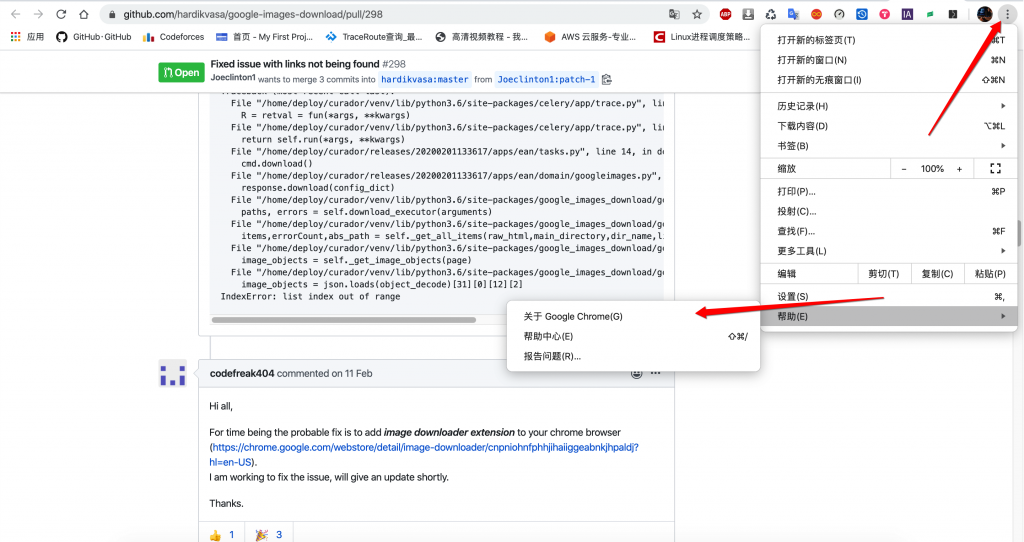 github.com/hardikvasa/google-images-download/pull/298
应用
GitHub·GitHub
Codeforces
首页 - My First Proj...
TraceRoute查询_最...
高清视频教程 - 我...
AWS 云服务-专业...
Linux进程调度策略...
Open
Fixed issue with links not being found #298
Joeclinton1 wants to merge 3 commits into hardikvasa:master from Joeclinton1:patch-1
File "/home/deploy/curador/venv/lib/python3.6/site-packages/celery/app/trace.py", lin
R = retval = fun(*args, **kwargs)
File "/home/deploy/curador/venv/lib/python3.6/site-packages/celery/app/trace.py", lin
return self.run(*args, **kwargs)
File "/home/deploy/curador/releases/20200201133617/apps/ean/tasks.py", line 14, in do
cmd.download()
File "/home/deploy/curador/releases/20200201133617/apps/ean/domain/googleimages.py",
response.download(config_dict)
File "/home/deploy/curador/venv/lib/python3.6/site-packages/google_images_download/go
paths, errors = self.download_executor(arguments)
File "/home/deploy/curador/venv/lib/python3.6/site-packages/google_images_download/go
items,errorCount,abs_path = self._get_all_items(raw_html,main_directory,dir_name,li
File "/home/deploy/curador/venv/lib/python3.6/site-packages/google_images_download/go
image_objects = self._get_image_objects(page)
File "/home/deploy/curador/venv/lib/python3.6/site-packages/google_images_download/go
image_objects = json.loads(object_decode)[31][0][12][2]
IndexError: list index out of range
codefreak404 commented on 11 Feb
Hi all,
For time being the probable fix is to add image downloader extension to your chrome browser
(https://chrome.google.com/webstore/detail/image-downloader/cnpniohnfphhjihaiiggeabnkjhpaldj?
hl=en-US).
I am working to fix the issue, will give an update shortly.
Thanks.
👍 1
🎉 3
ABP
IA
打开新的标签页(T) ⌘T
打开新的窗口(N) ⌘N
打开新的无痕窗口(I) ⇧⌘N
历史记录(H)
下载内容(D) ⌥⌘L
书签(B)
缩放 − 100% +
打印(P)... ⌘P
投射(C)...
查找(F)... ⌘F
更多工具(L)
编辑 剪切(T) 复制(C) 粘贴(P)
设置(S) ⌘,
帮助(E)
关于 Google Chrome(G)
帮助中心(E) ⇧⌘/
报告问题(R)...